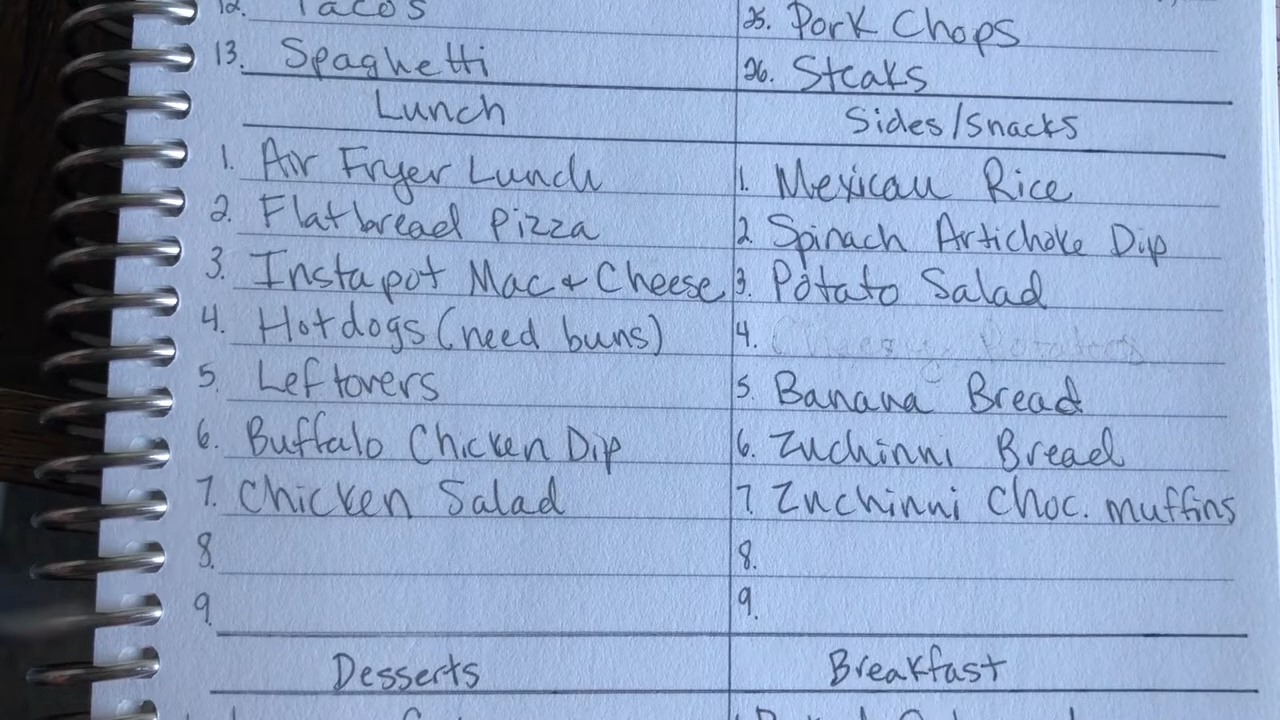 12. Tacos
25. Pork Chops
13. Spaghetti
26. Steaks
Lunch
Sides/Snacks
1. Air Fryer Lunch
1. Mexican Rice
2. Flatbread Pizza
2. Spinach Artichoke Dip
3. Instapot Mac + Cheese
3. Potato Salad
4. Hotdogs (need buns)
4. Cheesy Potatoes
5. Leftovers
5. Banana Bread
6. Buffalo Chicken Dip
6. Zuchinni Bread
7. Chicken Salad
7. Zuchinni Choc. muffins
8.
8.
9.
9.
Desserts
Breakfast